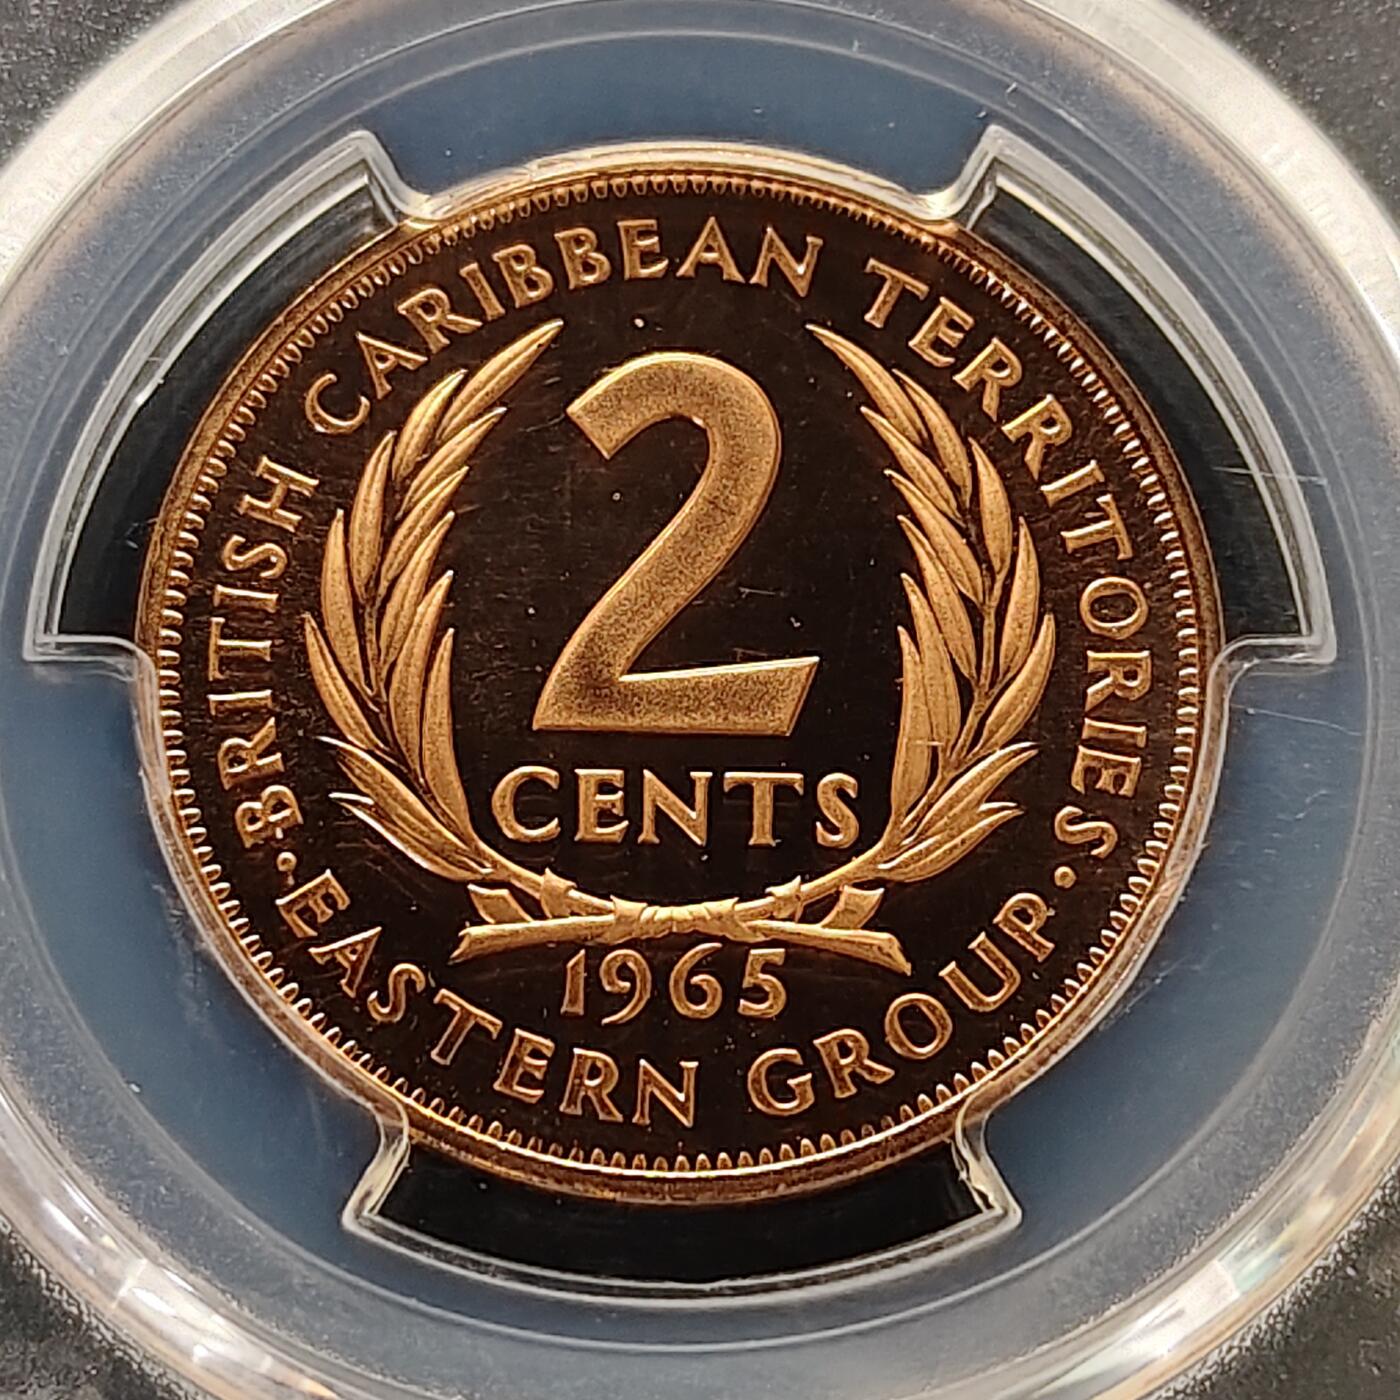 BRITISH CARIBBEAN TERRITORIES
2
CENTS
1965
EASTERN GROUP